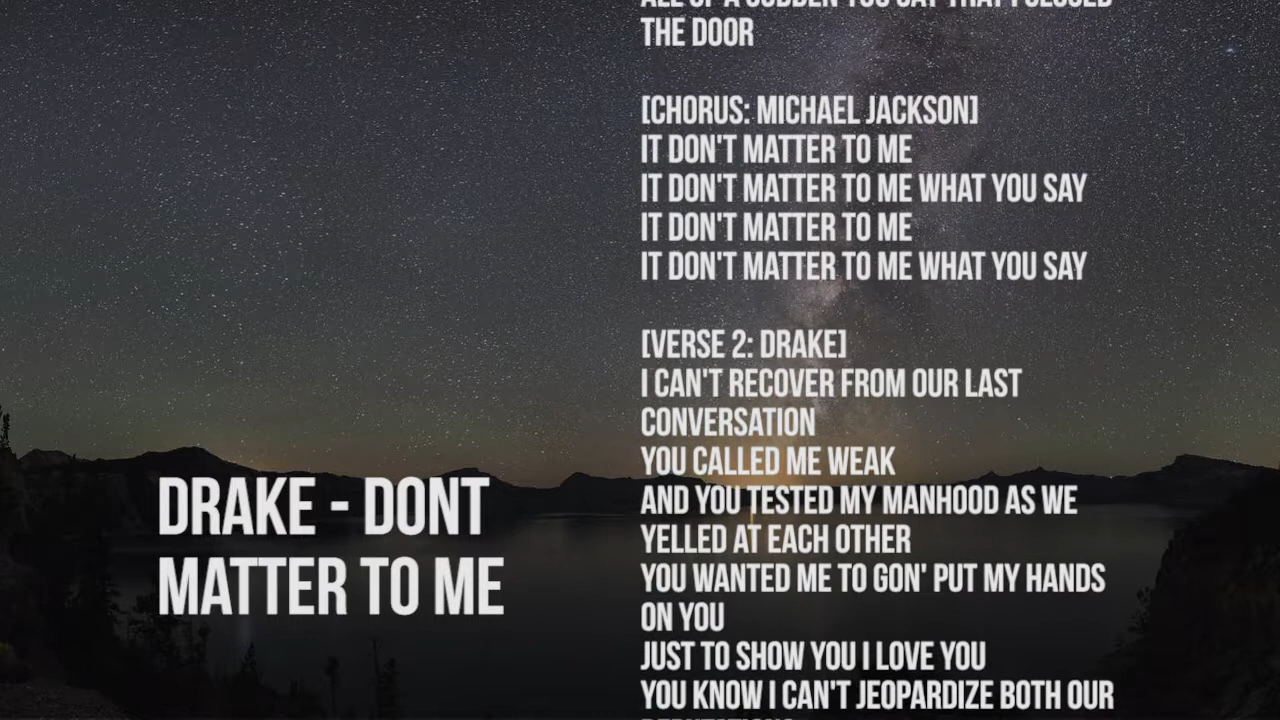 DRAKE - DONT
MATTER TO ME
ALL OF A SUDDEN YOU SAY THAT I CLOSED
THE DOOR
[CHORUS: MICHAEL JACKSON]
IT DON'T MATTER TO ME
IT DON'T MATTER TO ME WHAT YOU SAY
IT DON'T MATTER TO ME
IT DON'T MATTER TO ME WHAT YOU SAY
[VERSE 2: DRAKE]
I CAN'T RECOVER FROM OUR LAST
CONVERSATION
YOU CALLED ME WEAK
AND YOU TESTED MY MANHOOD AS WE
YELLED AT EACH OTHER
YOU WANTED ME TO GON' PUT MY HANDS
ON YOU
JUST TO SHOW YOU I LOVE YOU
YOU KNOW I CAN'T JEOPARDIZE BOTH OUR